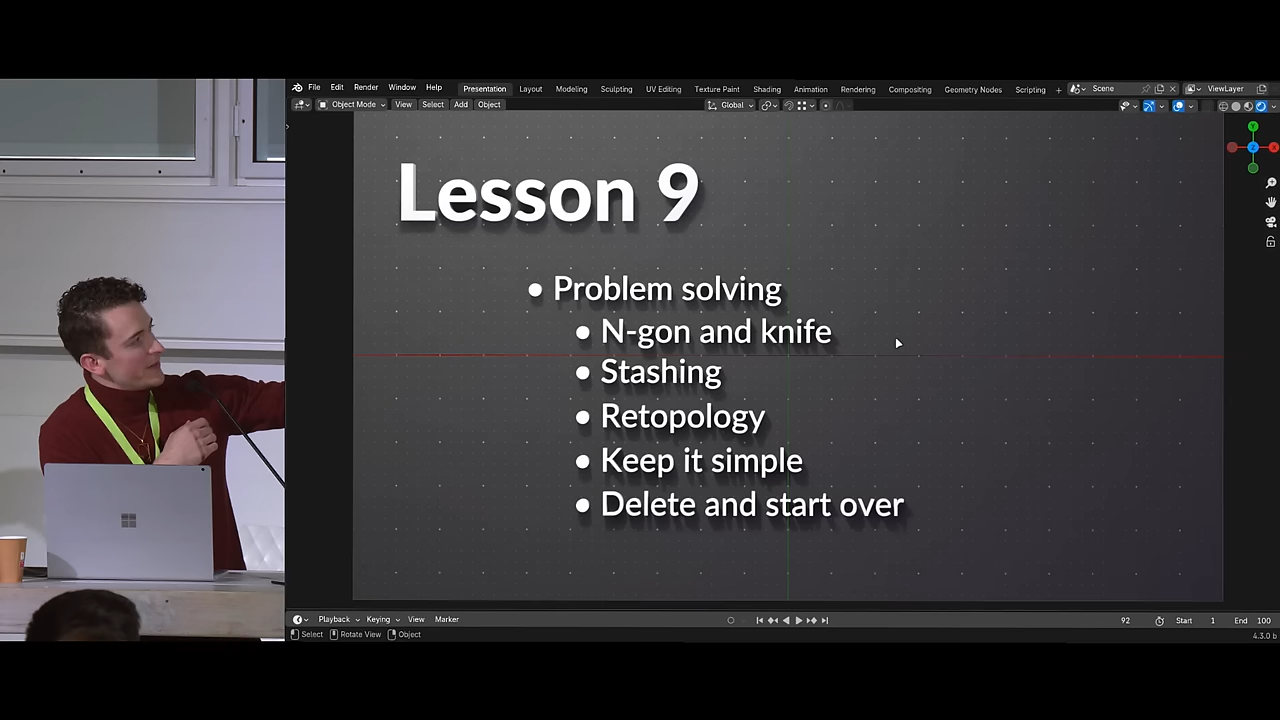 File Edit Render Window Help Presentation Layout Modeling Sculpting UV Editing Texture Paint Shading Animation Rendering Compositing Geometry Nodes Scripting + Scene ViewLayer
Object Mode View Select Add Object Global
Lesson 9
• Problem solving
• N-gon and knife
• Stashing
• Retopology
• Keep it simple
• Delete and start over
Playback Keying View Marker 92 Start 1 End 100
Select Rotate View Object 4.3.0 b
Y
X
Z